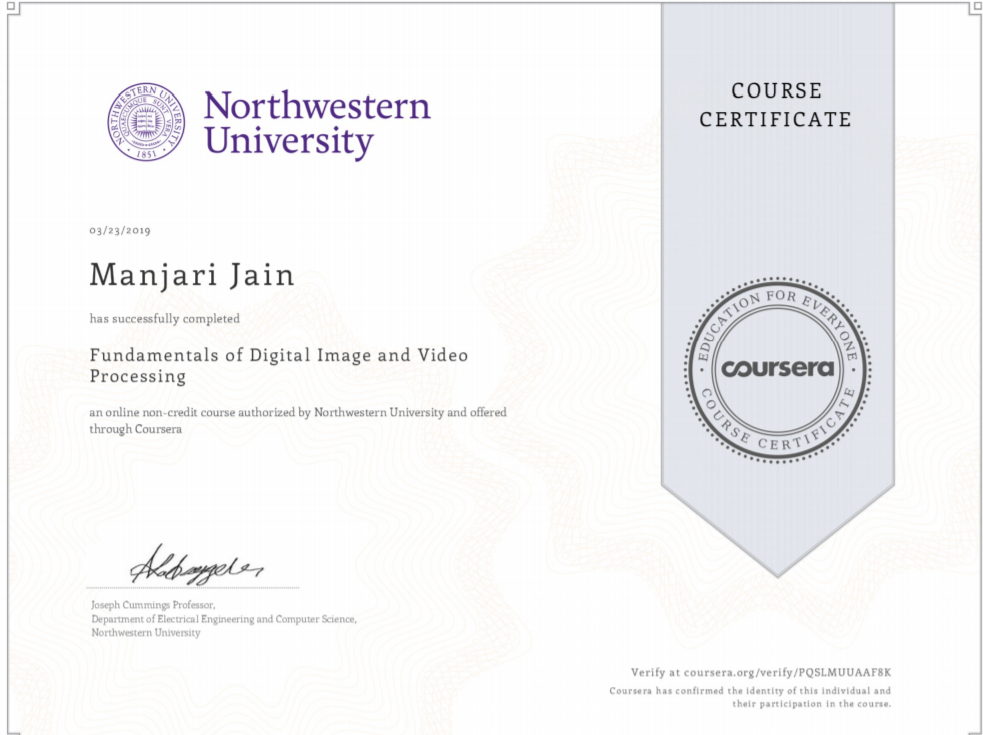 NORTHWESTERN UNIVERSITY
QUAECUMQUE SUNT VERA
1851
Northwestern
University
COURSE
CERTIFICATE
03/23/2019
Manjari Jain
has successfully completed
Fundamentals of Digital Image and Video
Processing
an online non-credit course authorized by Northwestern University and offered
through Coursera
EDUCATION FOR EVERYONE
coursera
COURSE CERTIFICATE
Joseph Cummings Professor,
Department of Electrical Engineering and Computer Science,
Northwestern University
Verify at coursera.org/verify/PQSLMUUAAF8K
Coursera has confirmed the identity of this individual and
their participation in the course.